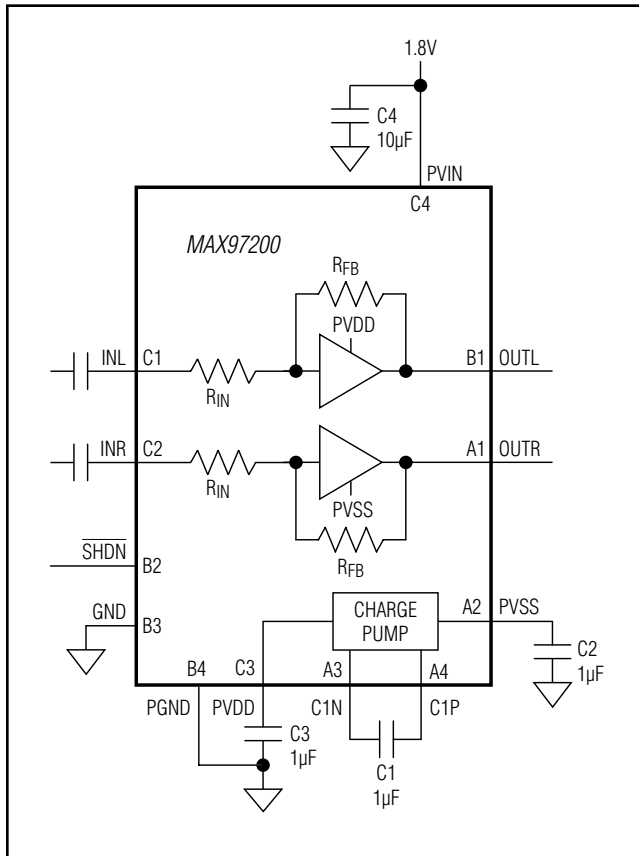 1.8V
C4
10µF
PVIN
C4
MAX97200
RFB
PVDD
INL
C1
RIN
B1
OUTL
INR
C2
RIN
A1
OUTR
PVSS
RFB
SHDN
B2
GND
B3
CHARGE
PUMP
A2
PVSS
C2
1µF
B4
C3
A3
A4
PGND
PVDD
C1N
C1P
C3
1µF
C1
1µF